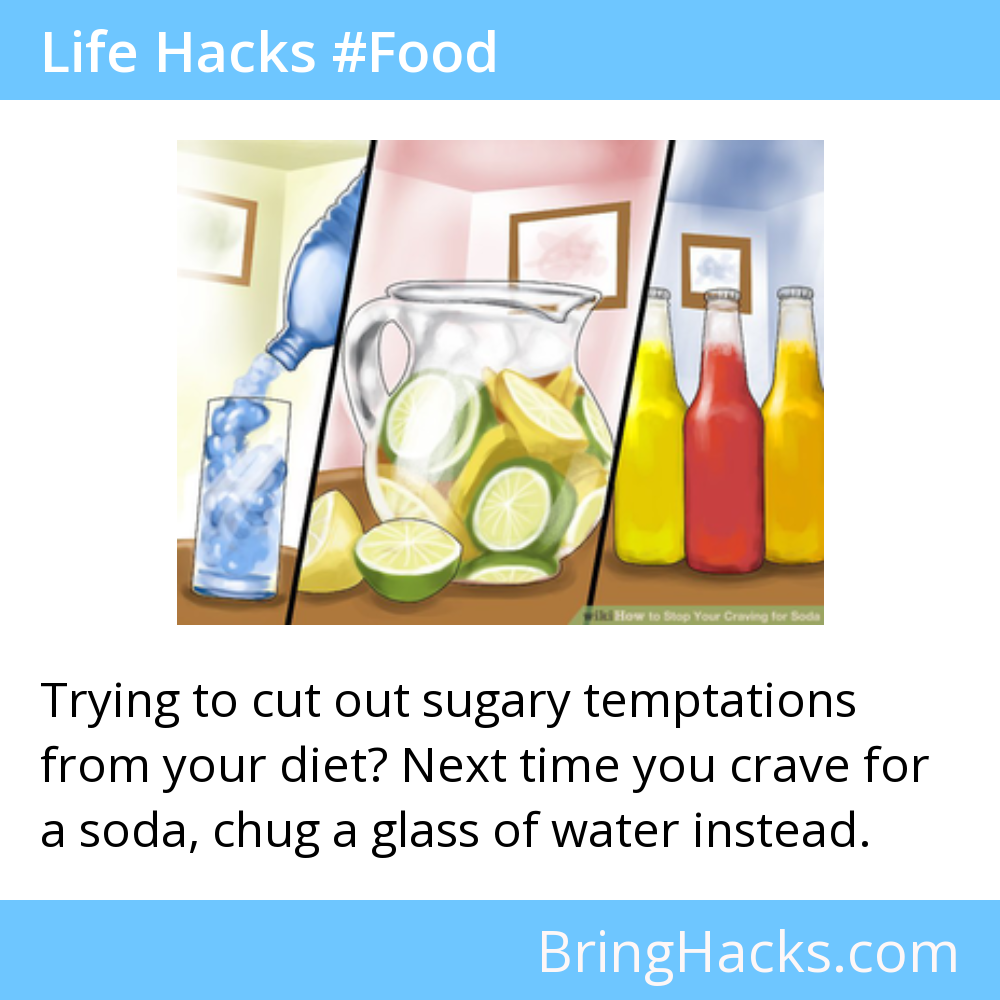 Life Hacks #Food
wikiHow to Stop Your Craving for Soda
Trying to cut out sugary temptations
from your diet? Next time you crave for
a soda, chug a glass of water instead.
BringHacks.com